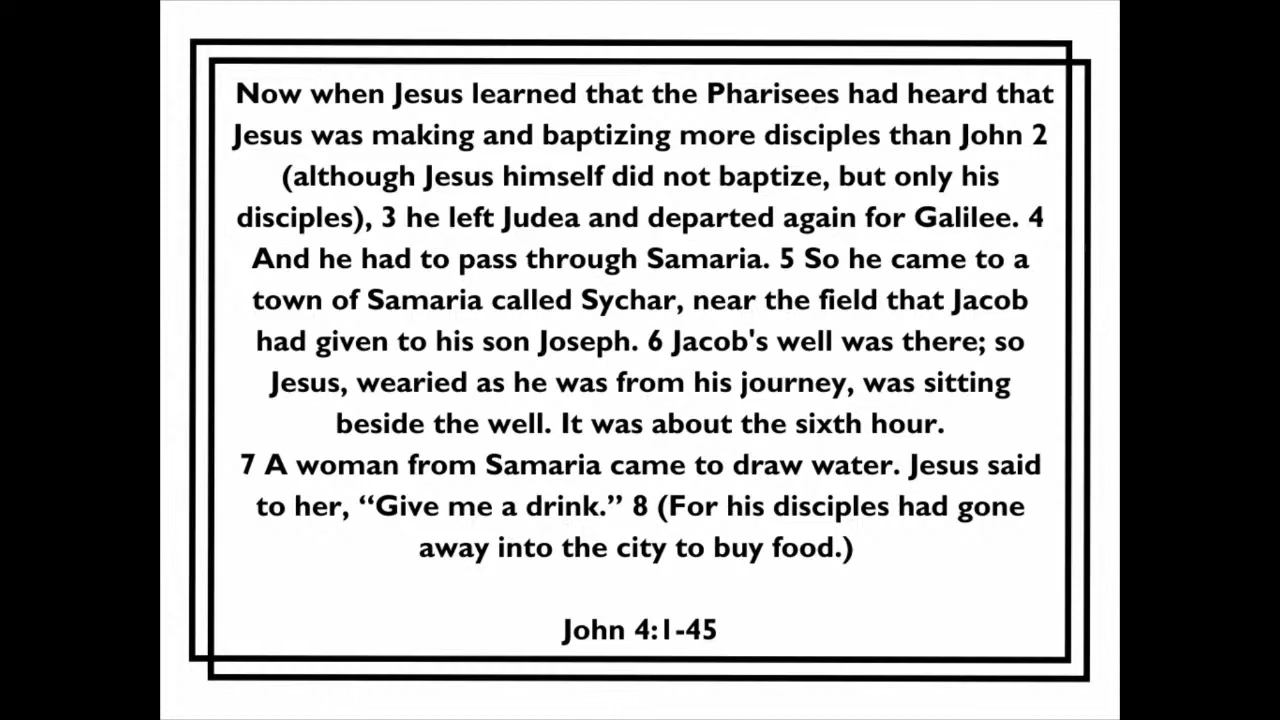 Now when Jesus learned that the Pharisees had heard that
Jesus was making and baptizing more disciples than John 2
(although Jesus himself did not baptize, but only his
disciples), 3 he left Judea and departed again for Galilee. 4
And he had to pass through Samaria. 5 So he came to a
town of Samaria called Sychar, near the field that Jacob
had given to his son Joseph. 6 Jacob's well was there; so
Jesus, wearied as he was from his journey, was sitting
beside the well. It was about the sixth hour.
7 A woman from Samaria came to draw water. Jesus said
to her, “Give me a drink.” 8 (For his disciples had gone
away into the city to buy food.)
John 4:1-45